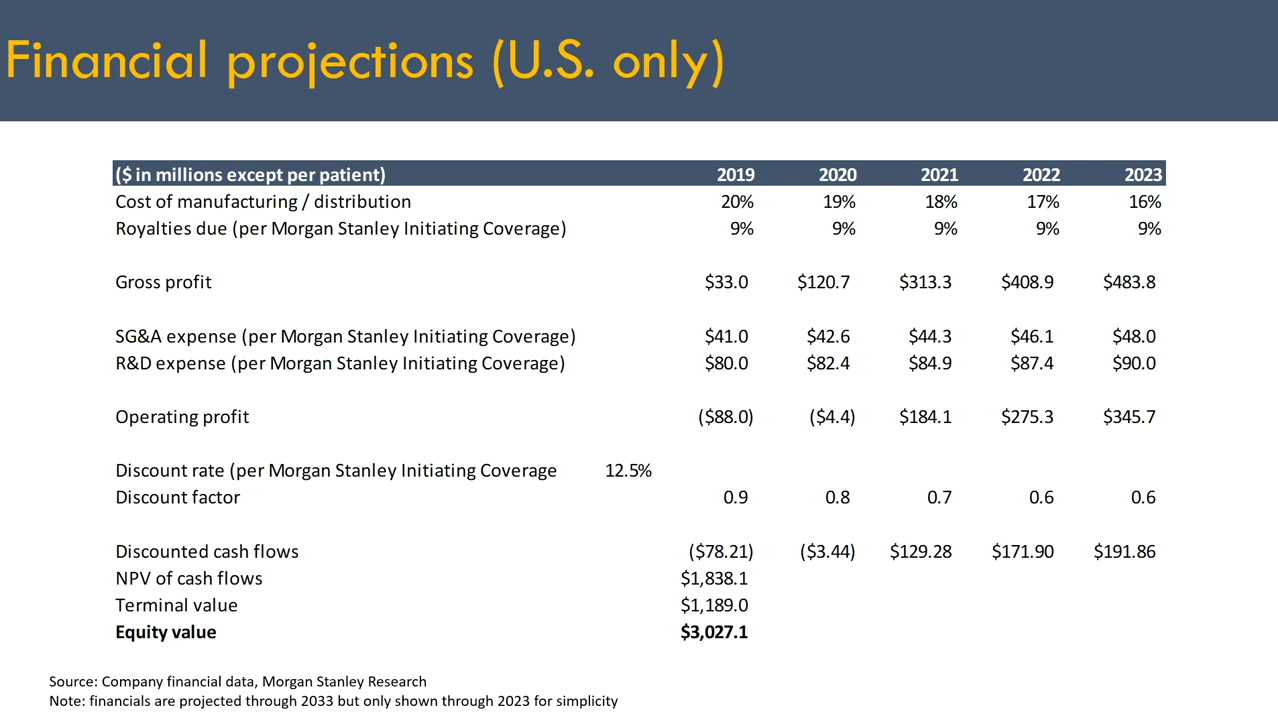 Financial projections (U.S. only)
($ in millions except per patient) 2019 2020 2021 2022 2023
Cost of manufacturing / distribution 20% 19% 18% 17% 16%
Royalties due (per Morgan Stanley Initiating Coverage) 9% 9% 9% 9% 9%
Gross profit $33.0 $120.7 $313.3 $408.9 $483.8
SG&A expense (per Morgan Stanley Initiating Coverage) $41.0 $42.6 $44.3 $46.1 $48.0
R&D expense (per Morgan Stanley Initiating Coverage) $80.0 $82.4 $84.9 $87.4 $90.0
Operating profit ($88.0) ($4.4) $184.1 $275.3 $345.7
Discount rate (per Morgan Stanley Initiating Coverage 12.5%
Discount factor 0.9 0.8 0.7 0.6 0.6
Discounted cash flows ($78.21) ($3.44) $129.28 $171.90 $191.86
NPV of cash flows $1,838.1
Terminal value $1,189.0
Equity value $3,027.1
Source: Company financial data, Morgan Stanley Research
Note: financials are projected through 2033 but only shown through 2023 for simplicity